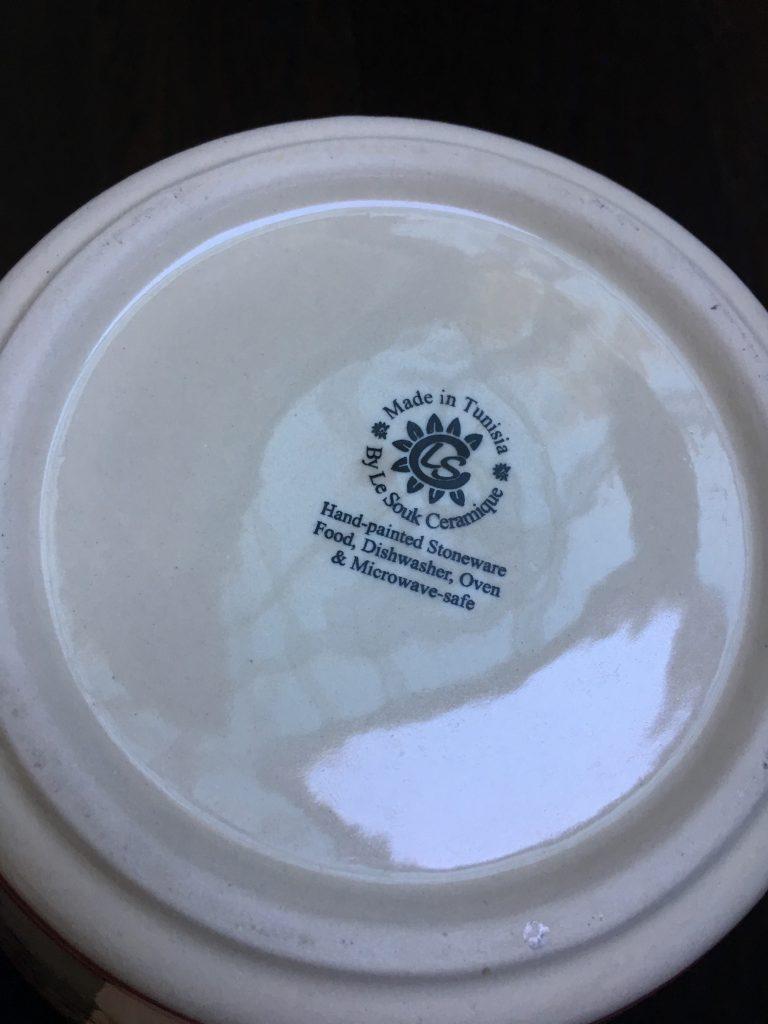 Made in Tunisia
LS
By Le Souk Ceramique
Hand-painted Stoneware
Food, Dishwasher, Oven
& Microwave-safe